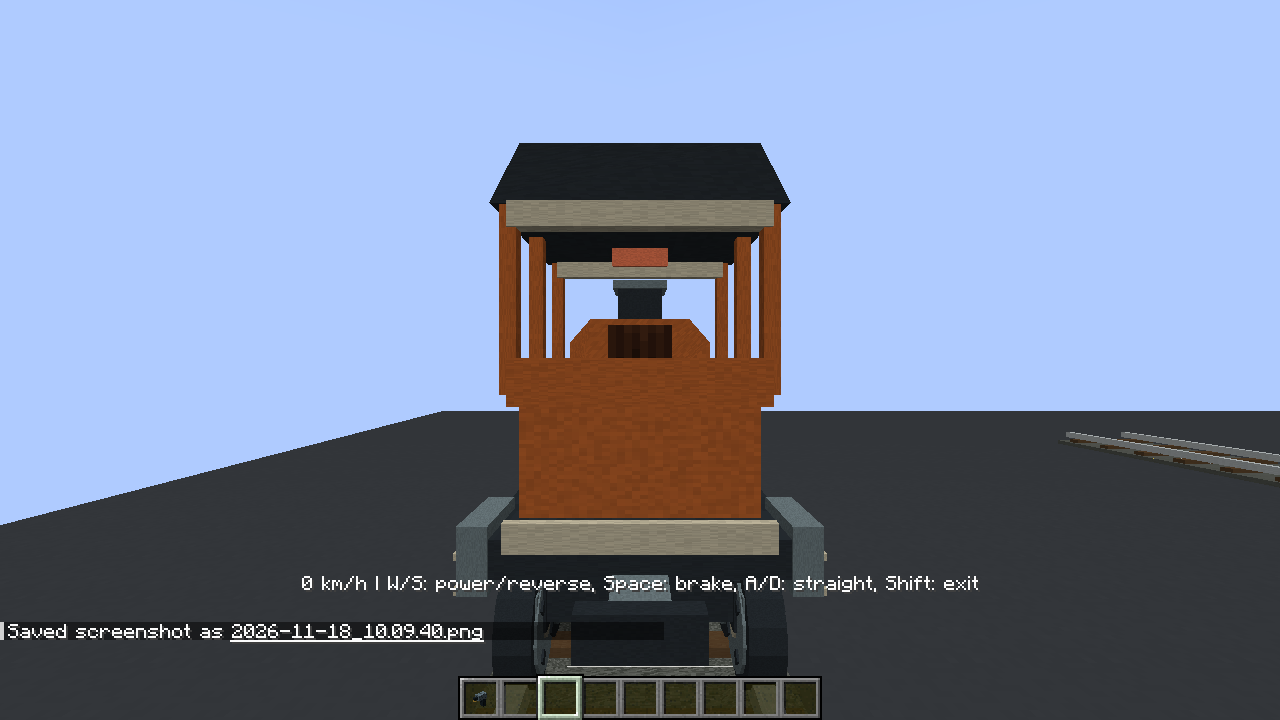 0 km/h | W/S: power/reverse, Space: brake, A/D: straight, Shift: exit
Saved screenshot as 2026-11-18_10.09.40.png